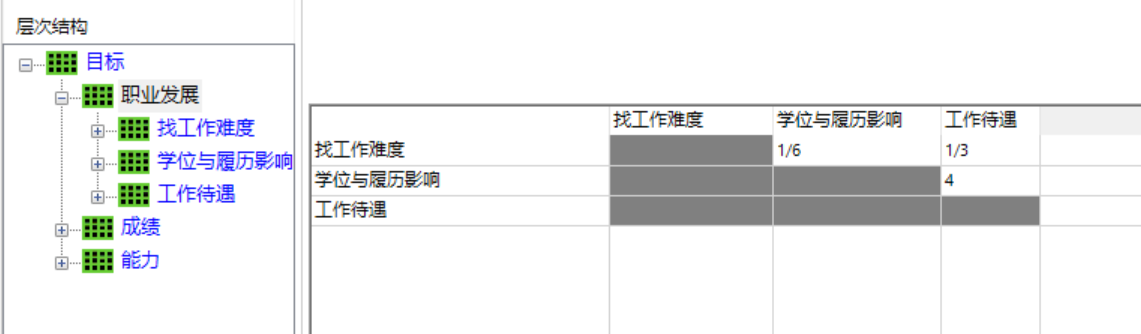 层次结构
目标
职业发展
找工作难度
学位与履历影响
工作待遇
成绩
能力
找工作难度 学位与履历影响 工作待遇
找工作难度 1/6 1/3
学位与履历影响 4
工作待遇